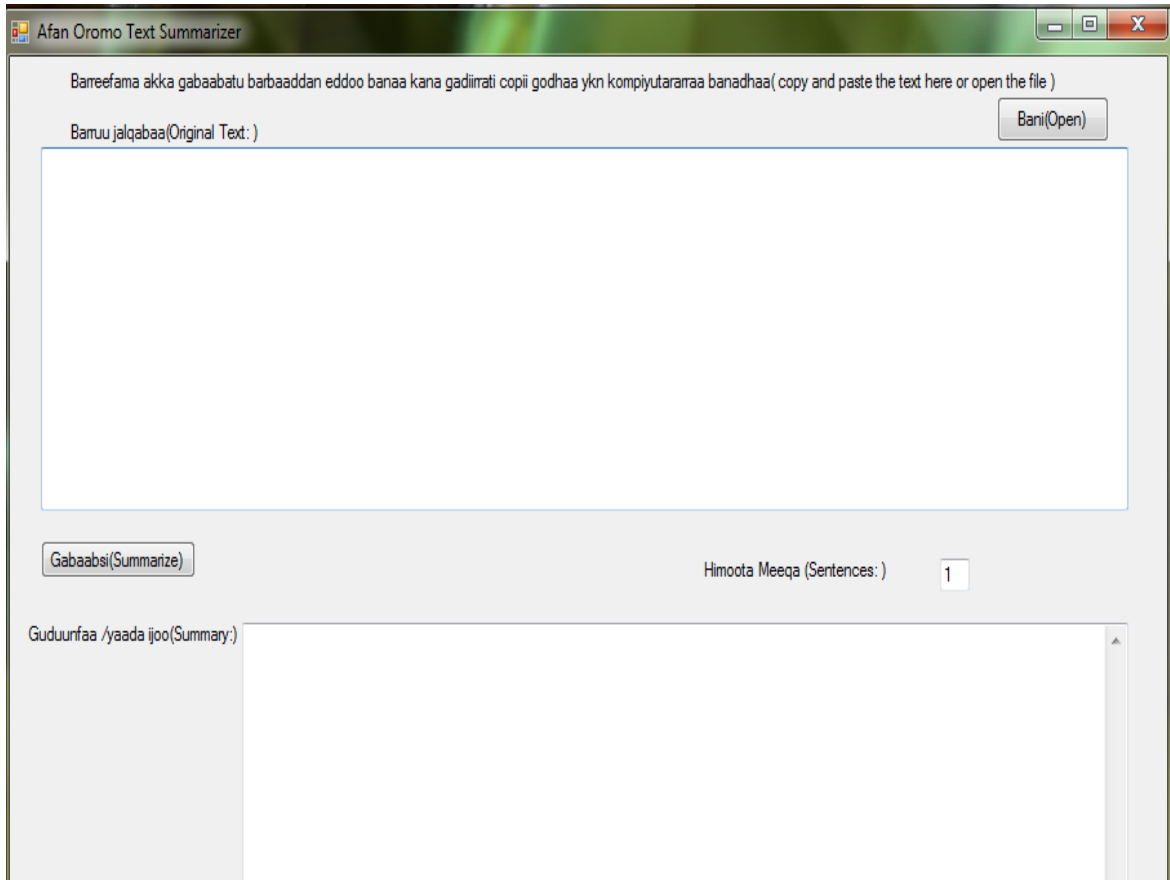 Afan Oromo Text Summarizer
Barreefama akka gabaabatu barbaaddan eddoo banaa kana gadiirrati copii godhaa ykn kompiyutararraa banadhaa( copy and paste the text here or open the file )
Bani(Open)
Barruu jalqabaa(Original Text: )
Gabaabsi(Summarize)
Himoota Meeqa (Sentences: )
1
Guduunfaa /yaada ijoo(Summary:)